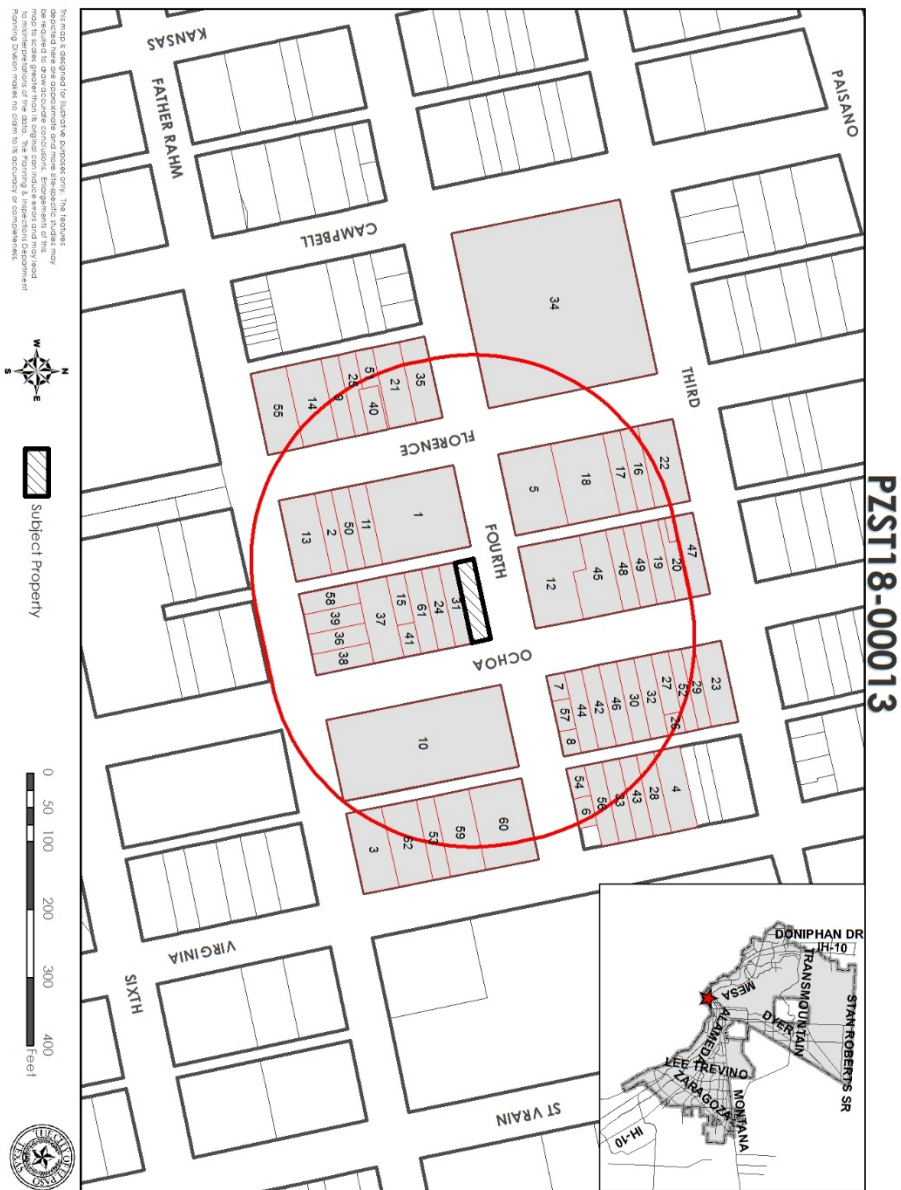 PZST18-00013
PAISANO
KANSAS
FATHER RAHM
CAMPBELL
THIRD
34
35
21
51
40
25
9
14
55
FLORENCE
22
16
17
18
5
1
11
50
2
13
FOURTH
47
20
19
49
48
45
12
31
24
61
41
15
37
58
39
36
38
OCHOA
23
29
52
26
27
32
30
46
42
44
7
57
8
10
4
28
43
33
56
54
6
60
59
53
62
3
VIRGINIA
SIXTH
ST VRAIN
DONIPHAN DR
IH-10
TRANSMOUNTAIN
STAN ROBERTS SR
MESA
DYER
ALAMEDA
LEE TREVINO
ZARAGOZA
MONTANA
IH-10
This map is designed for illustrative purposes only. The features
depicted here are approximate and more site-specific studies may
be required to draw accurate conclusions. Enlargements of this
map to scales greater than its original can induce errors and may lead
to misinterpretations of the data. The Planning & Inspections Department
Planning Division makes no claim to its accuracy or completeness.
N
W
E
S
Subject Property
0 50 100 200 300 400
Feet